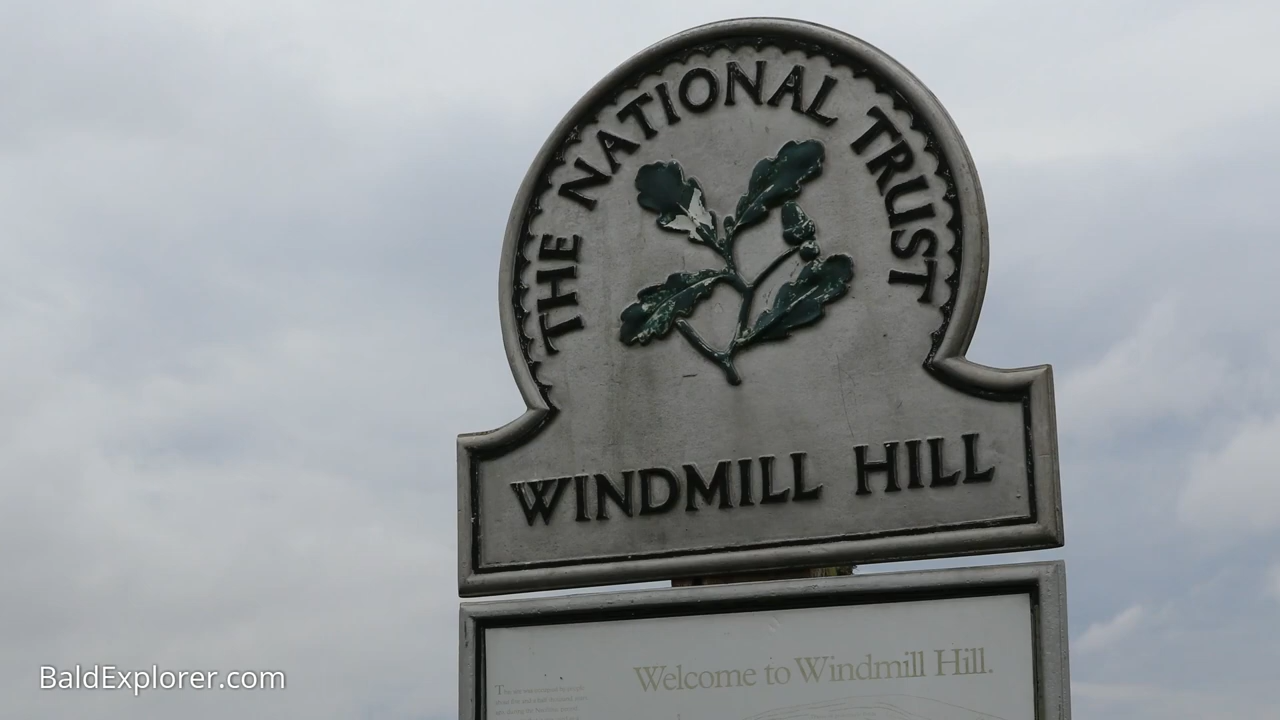 THE NATIONAL TRUST
WINDMILL HILL
Welcome to Windmill Hill.
BaldExplorer.com